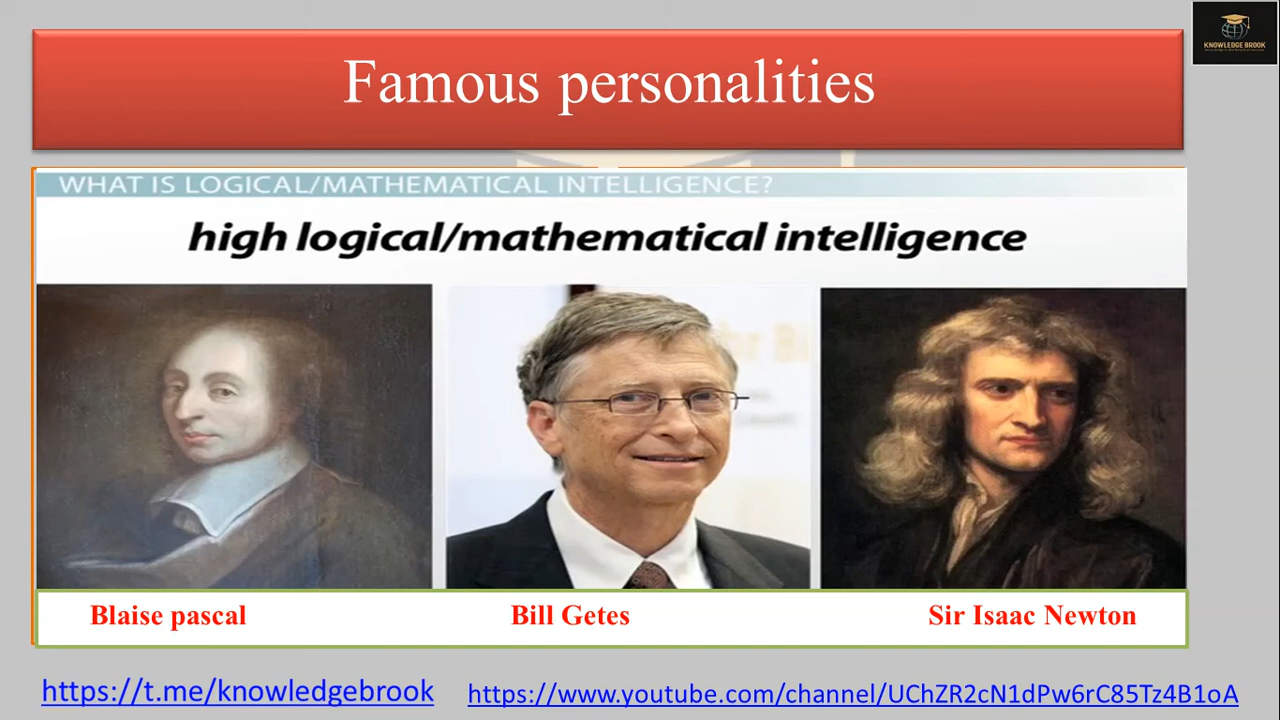 KNOWLEDGE BROOK
Famous personalities
WHAT IS LOGICAL/MATHEMATICAL INTELLIGENCE?
high logical/mathematical intelligence
Blaise pascal
Bill Getes
Sir Isaac Newton
https://t.me/knowledgebrook
https://www.youtube.com/channel/UChZR2cN1dPw6rC85Tz4B1oA